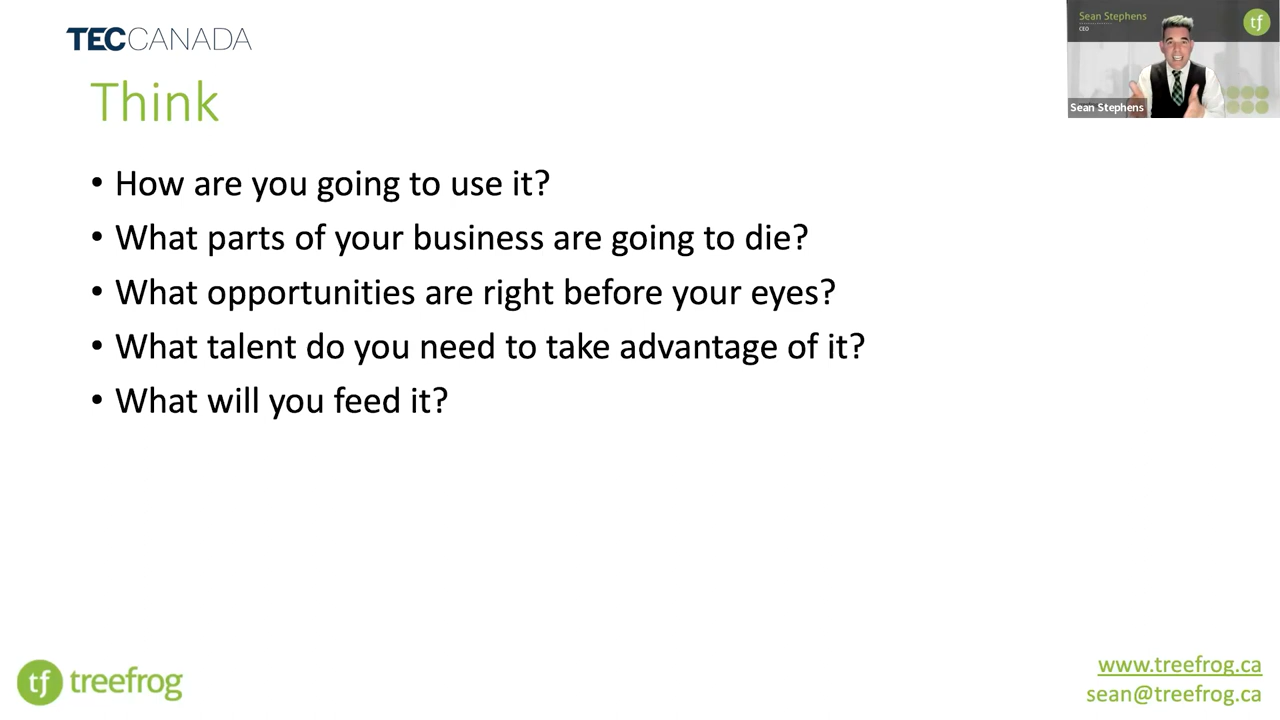 TECCANADA
Think
• How are you going to use it?
• What parts of your business are going to die?
• What opportunities are right before your eyes?
• What talent do you need to take advantage of it?
• What will you feed it?
Sean Stephens
CEO
tf
Sean Stephens
tf treefrog
www.treefrog.ca
sean@treefrog.ca